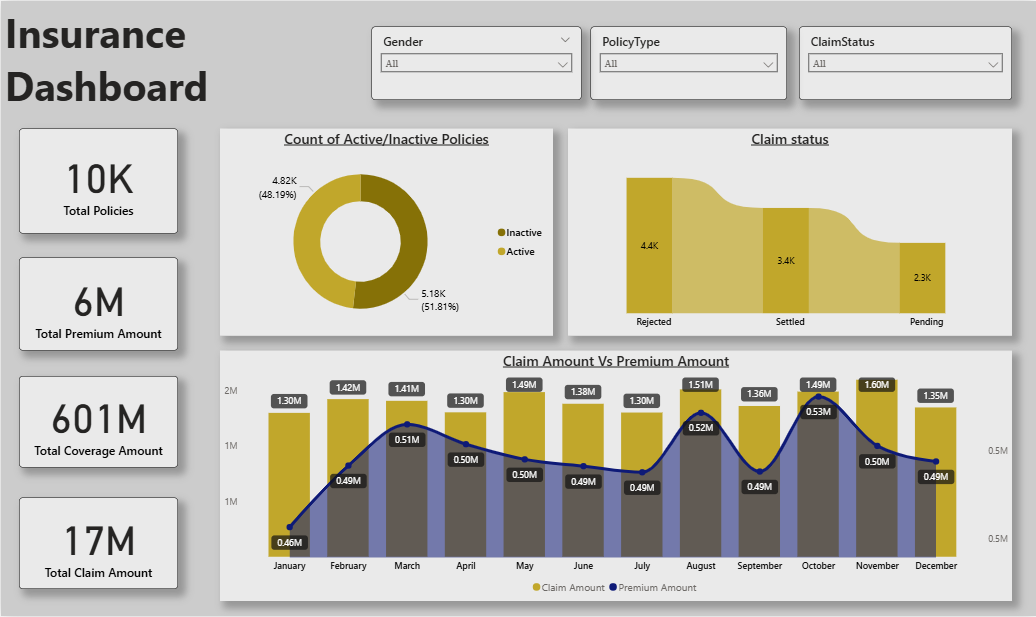 Insurance
Dashboard
Gender
All
PolicyType
All
ClaimStatus
All
10K
Total Policies
6M
Total Premium Amount
601M
Total Coverage Amount
17M
Total Claim Amount
Count of Active/Inactive Policies
4.82K
(48.19%)
5.18K
(51.81%)
Inactive
Active
Claim status
4.4K
3.4K
2.3K
Rejected Settled Pending
Claim Amount Vs Premium Amount
2M
1M
1M
1.30M 1.42M 1.41M 1.30M 1.49M 1.38M 1.30M 1.51M 1.36M 1.49M 1.60M 1.35M
0.46M 0.49M 0.51M 0.50M 0.50M 0.49M 0.49M 0.52M 0.49M 0.53M 0.50M 0.49M
0.5M
0.5M
January February March April May June July August September October November December
Claim Amount Premium Amount